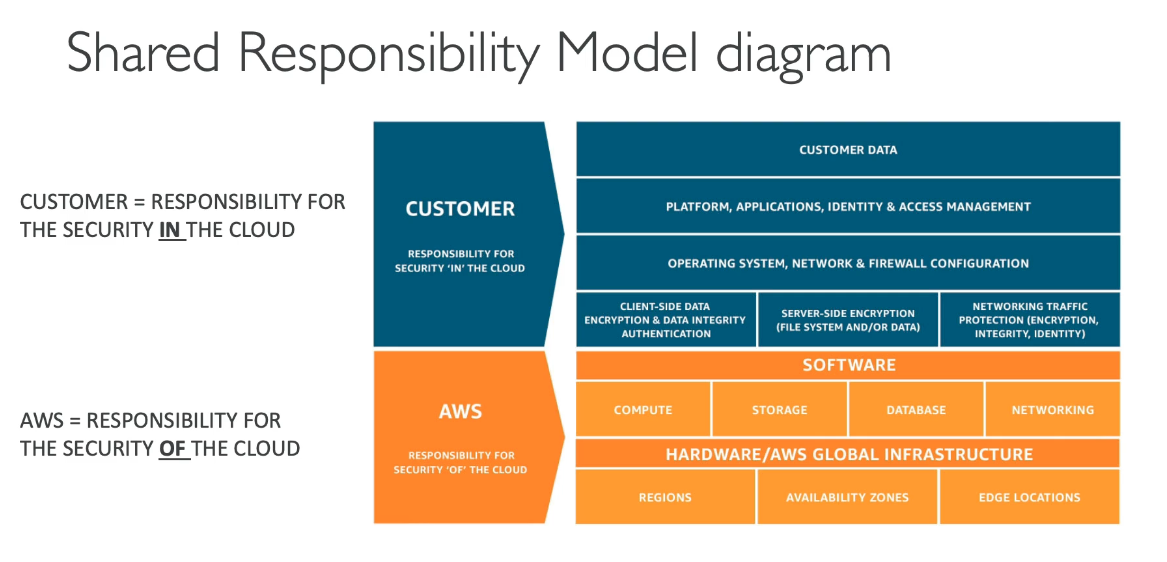 Shared Responsibility Model diagram
CUSTOMER = RESPONSIBILITY FOR
THE SECURITY IN THE CLOUD
CUSTOMER
RESPONSIBILITY FOR
SECURITY 'IN' THE CLOUD
CUSTOMER DATA
PLATFORM, APPLICATIONS, IDENTITY & ACCESS MANAGEMENT
OPERATING SYSTEM, NETWORK & FIREWALL CONFIGURATION
CLIENT-SIDE DATA
ENCRYPTION & DATA INTEGRITY
AUTHENTICATION
SERVER-SIDE ENCRYPTION
(FILE SYSTEM AND/OR DATA)
NETWORKING TRAFFIC
PROTECTION (ENCRYPTION,
INTEGRITY, IDENTITY)
AWS = RESPONSIBILITY FOR
THE SECURITY OF THE CLOUD
AWS
RESPONSIBILITY FOR
SECURITY 'OF' THE CLOUD
SOFTWARE
COMPUTE
STORAGE
DATABASE
NETWORKING
HARDWARE/AWS GLOBAL INFRASTRUCTURE
REGIONS
AVAILABILITY ZONES
EDGE LOCATIONS